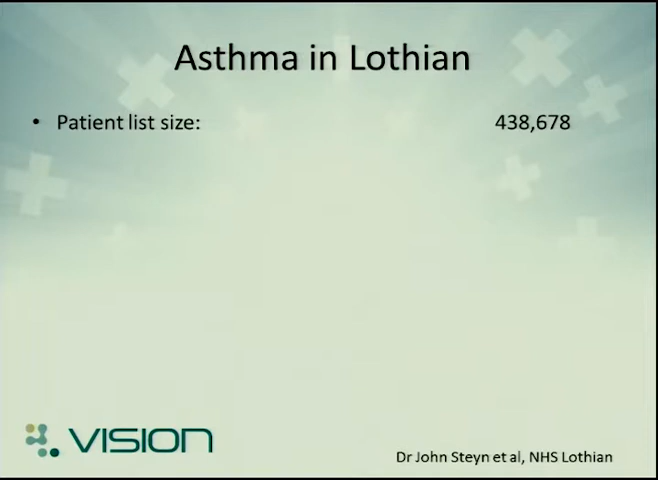 Asthma in Lothian
• Patient list size: 438,678
VISION
Dr John Steyn et al, NHS Lothian